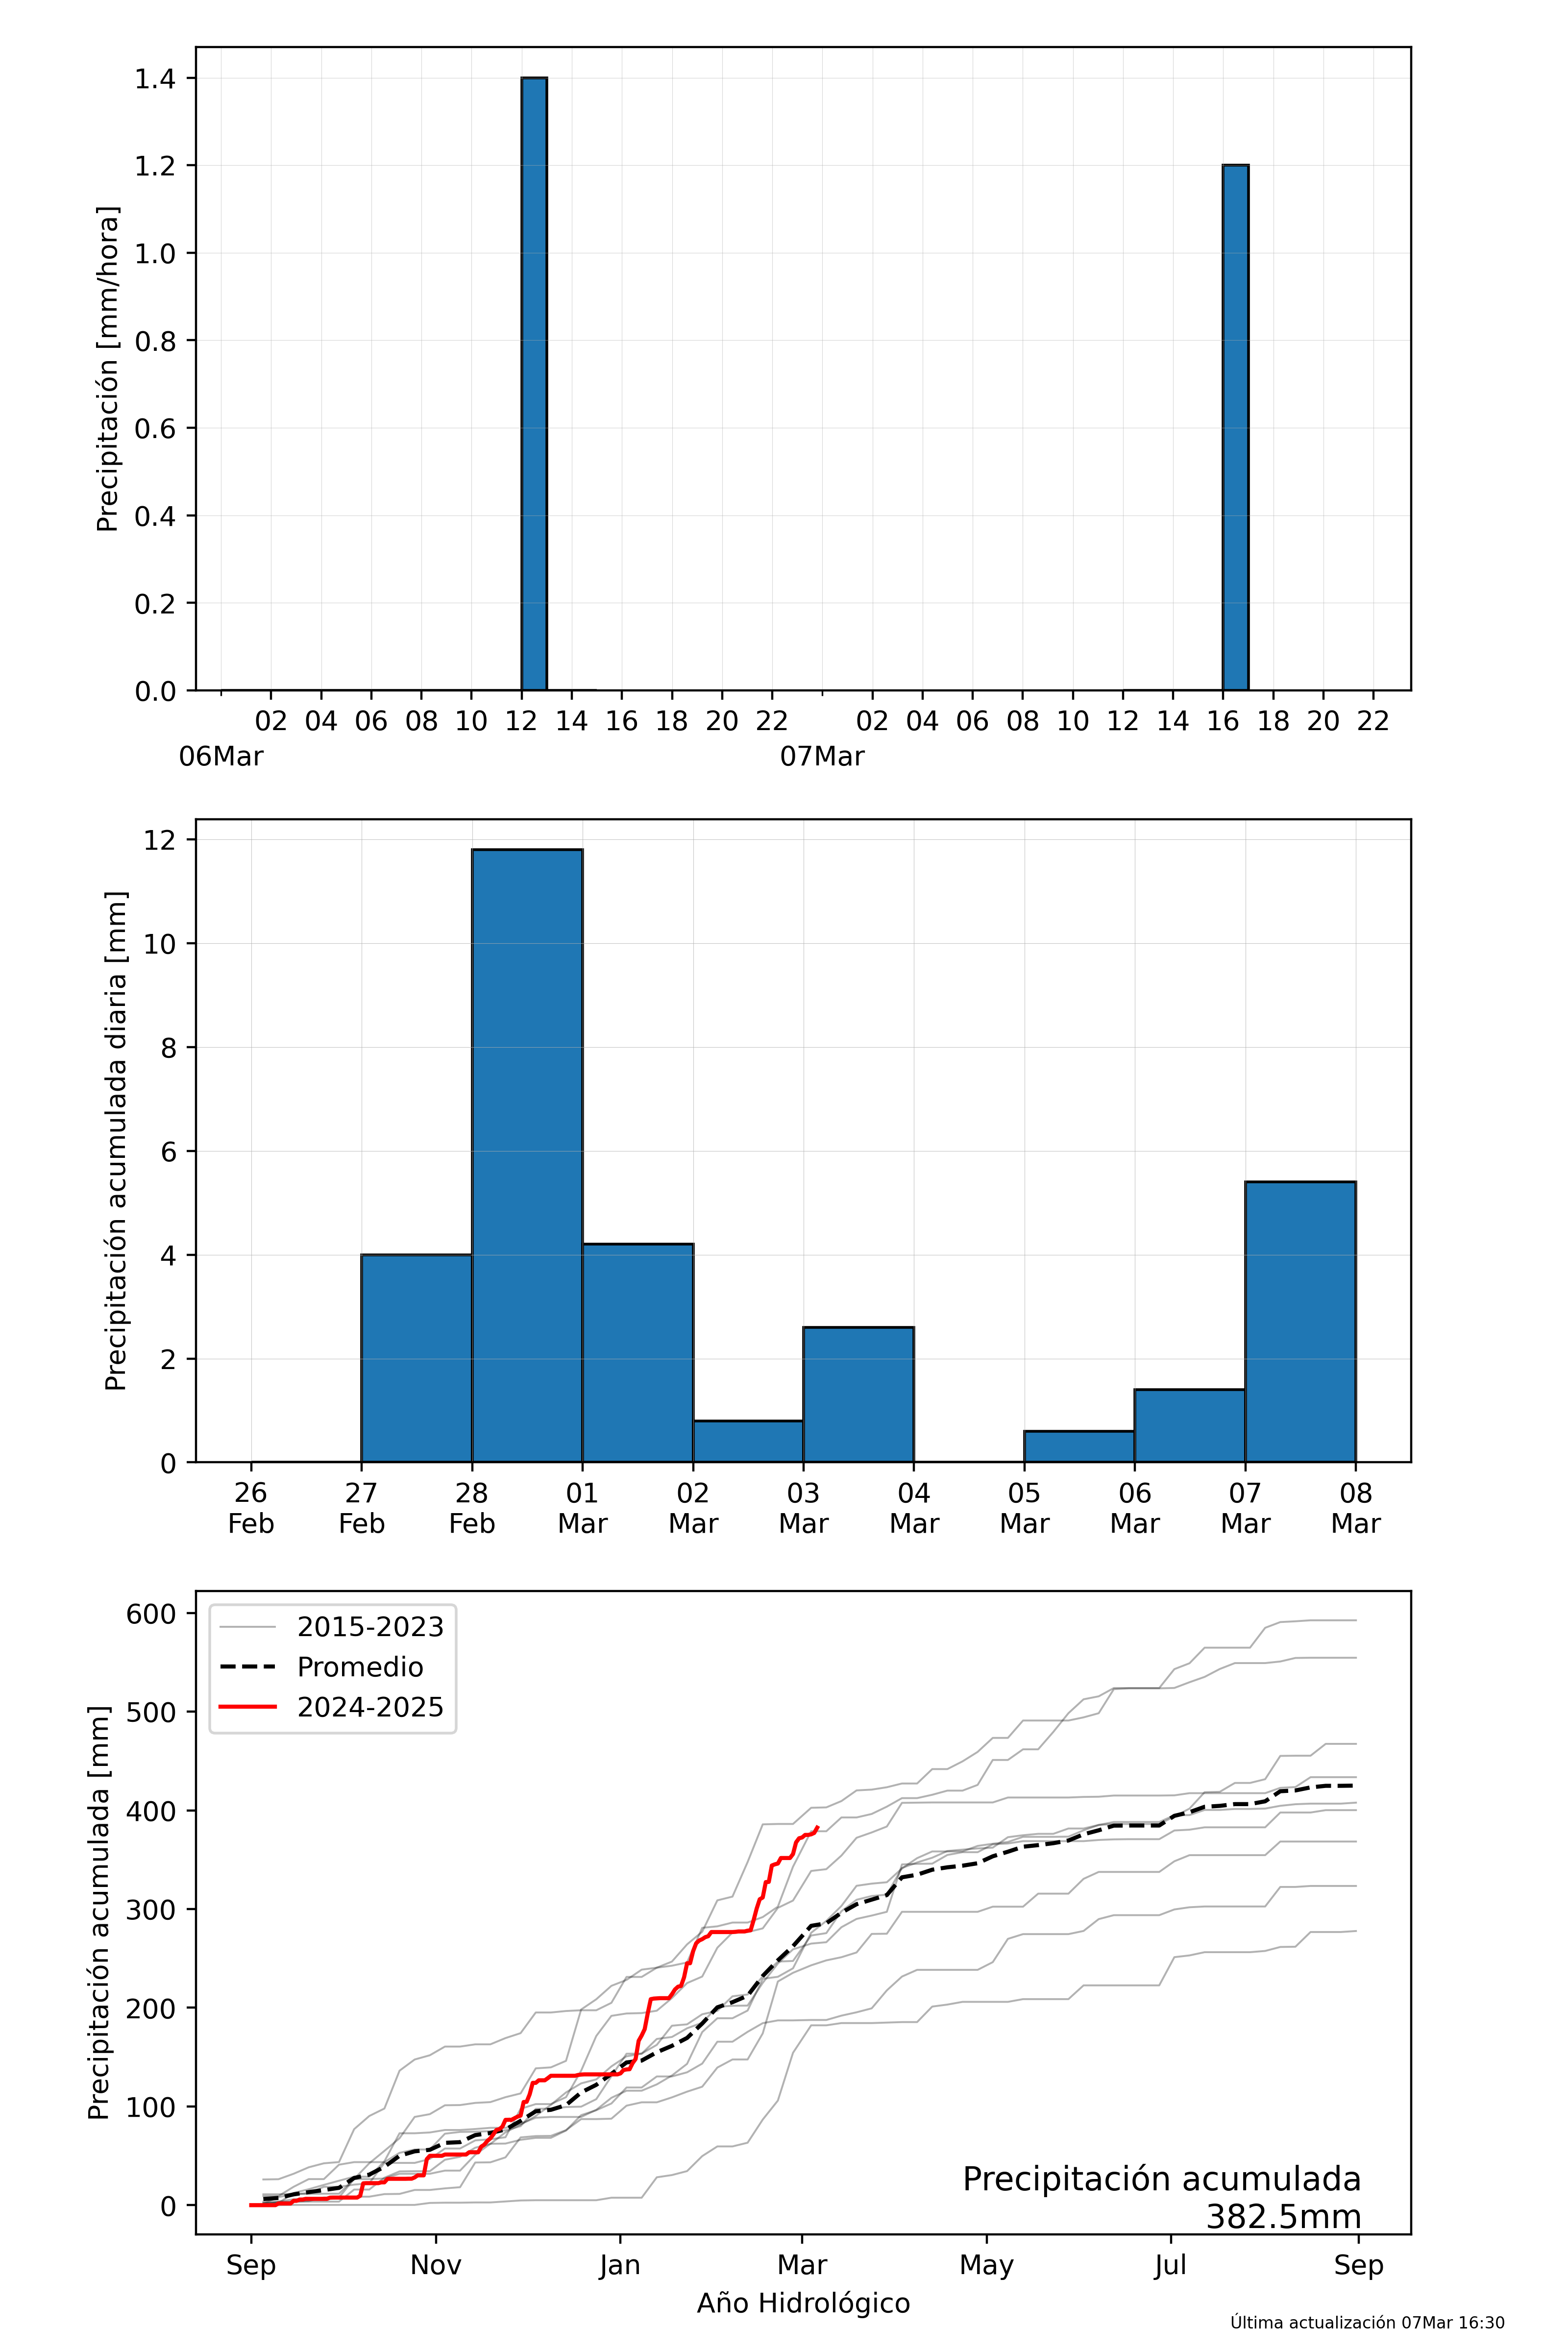 Precipitación [mm/hora]
1.4
1.2
1.0
0.8
0.6
0.4
0.2
0.0
02 04 06 08 10 12 14 16 18 20 22 02 04 06 08 10 12 14 16 18 20 22
06Mar 07Mar
Precipitación acumulada diaria [mm]
12
10
8
6
4
2
0
26 27 28 01 02 03 04 05 06 07 08
Feb Feb Feb Mar Mar Mar Mar Mar Mar Mar Mar
Precipitación acumulada [mm]
600
500
400
300
200
100
0
2015-2023
Promedio
2024-2025
Precipitación acumulada
382.5mm
Sep Nov Jan Mar May Jul Sep
Año Hidrológico
Última actualización 07Mar 16:30